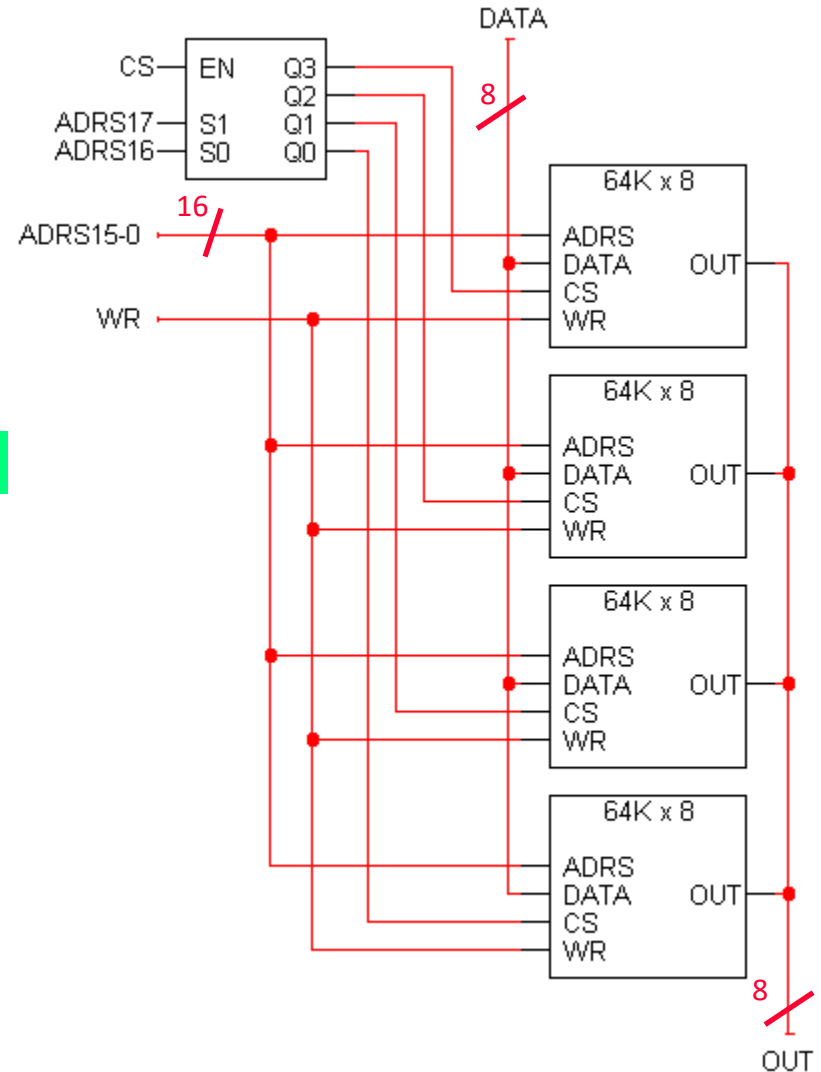 DATA
CS
EN Q3
Q2
8
ADRS17
S1 Q1
ADRS16
S0 Q0
64K x 8
16
ADRS15-0
ADRS
DATA OUT
CS
WR
WR
64K x 8
ADRS
DATA OUT
CS
WR
64K x 8
ADRS
DATA OUT
CS
WR
64K x 8
ADRS
DATA OUT
CS
WR
8
OUT